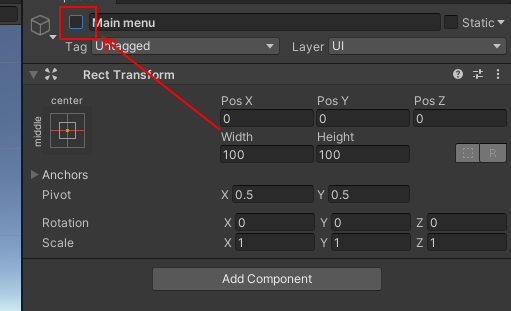 Main menu Static
Tag Untagged Layer UI
Rect Transform
center
middle
Pos X Pos Y Pos Z
0 0 0
Width Height
100 100 R
Anchors
Pivot X 0.5 Y 0.5
Rotation X 0 Y 0 Z 0
Scale X 1 Y 1 Z 1
Add Component